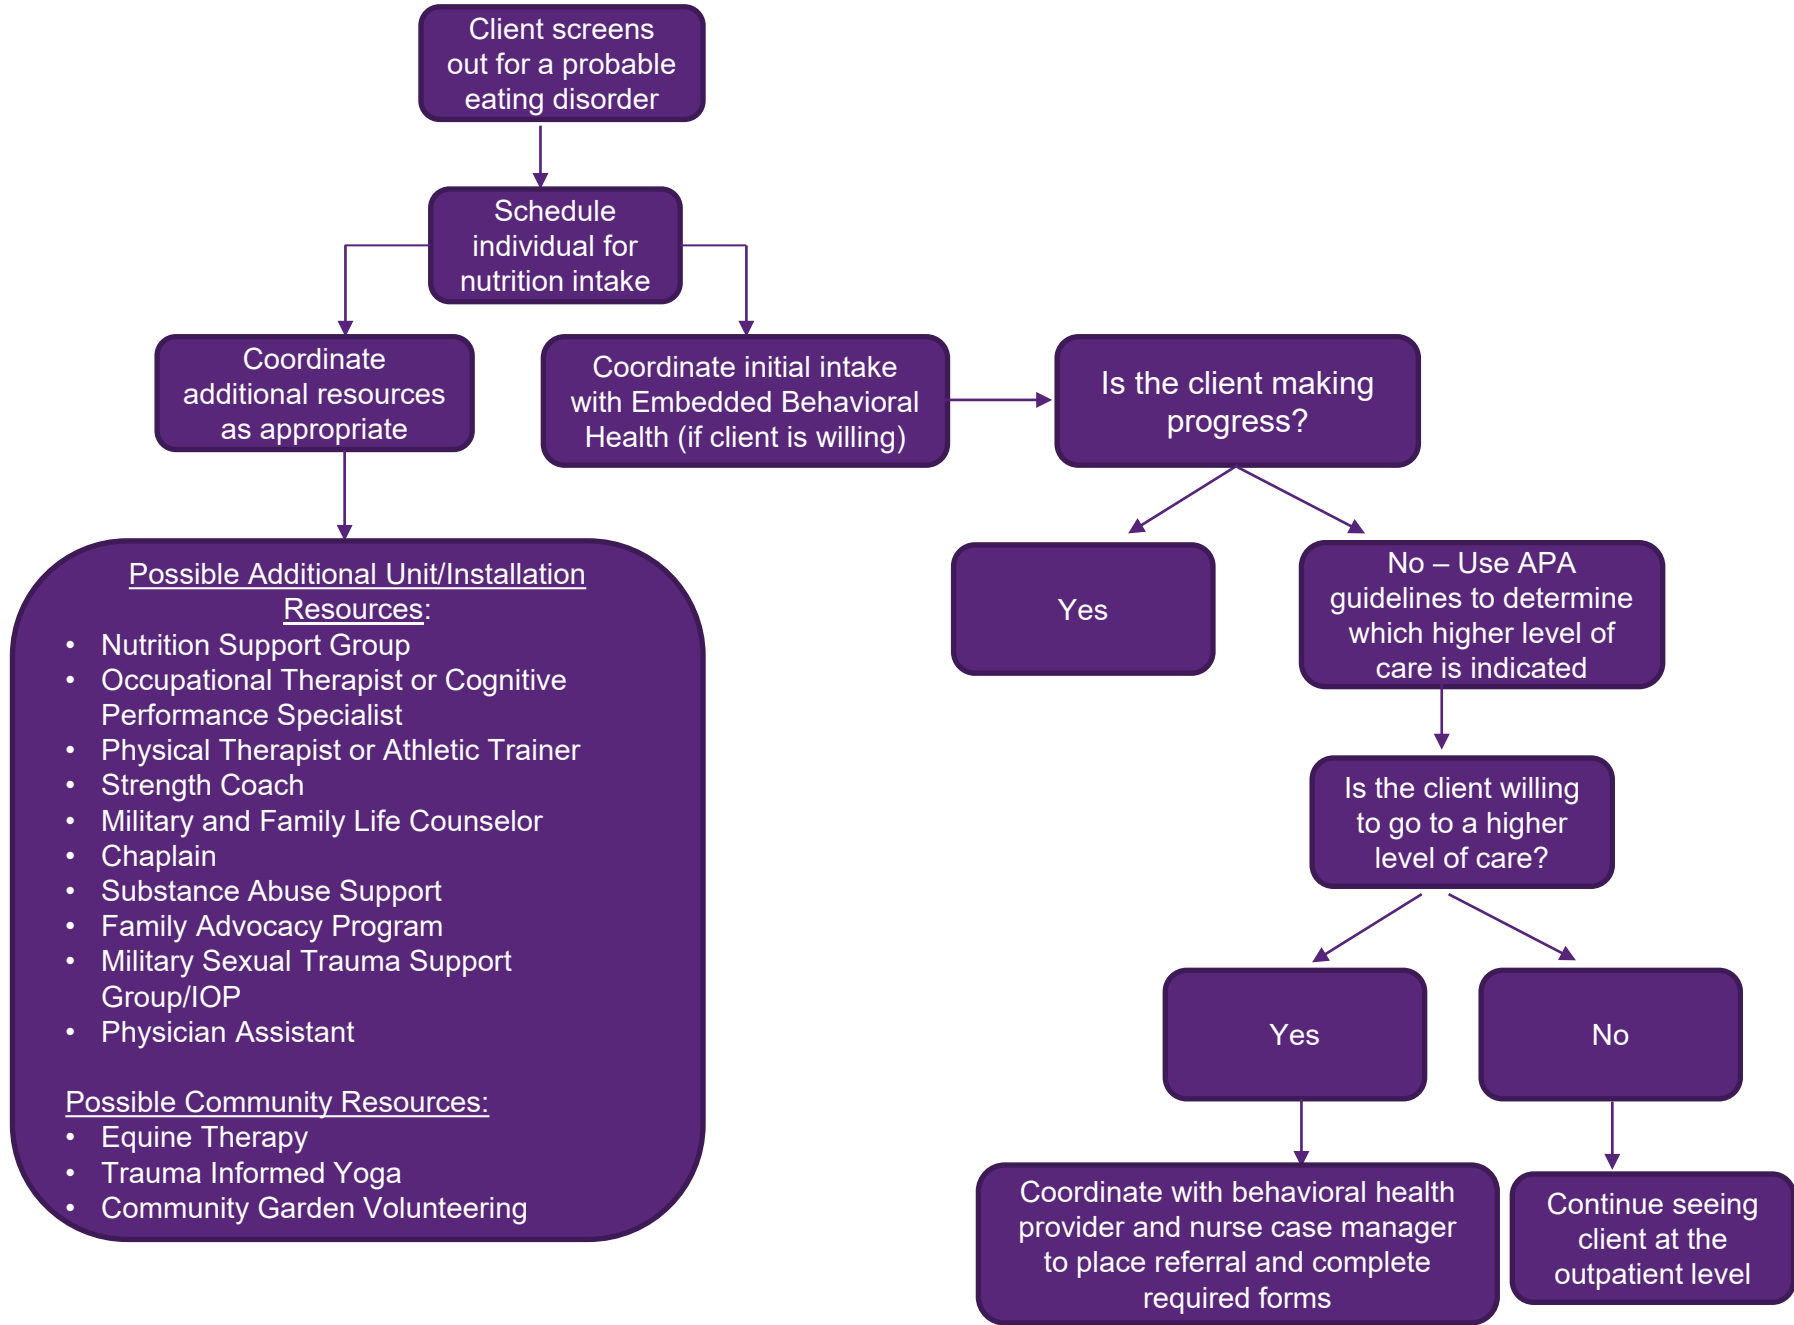 Client screens
out for a probable
eating disorder
Schedule
individual for
nutrition intake
Coordinate
additional resources
as appropriate
Coordinate initial intake
with Embedded Behavioral
Health (if client is willing)
Is the client making
progress?
Possible Additional Unit/Installation
Resources:
• Nutrition Support Group
• Occupational Therapist or Cognitive
Performance Specialist
• Physical Therapist or Athletic Trainer
• Strength Coach
• Military and Family Life Counselor
• Chaplain
• Substance Abuse Support
• Family Advocacy Program
• Military Sexual Trauma Support
Group/IOP
• Physician Assistant
Possible Community Resources:
• Equine Therapy
• Trauma Informed Yoga
• Community Garden Volunteering
Yes
No – Use APA
guidelines to determine
which higher level of
care is indicated
Is the client willing
to go to a higher
level of care?
Yes
No
Coordinate with behavioral health
provider and nurse case manager
to place referral and complete
required forms
Continue seeing
client at the
outpatient level